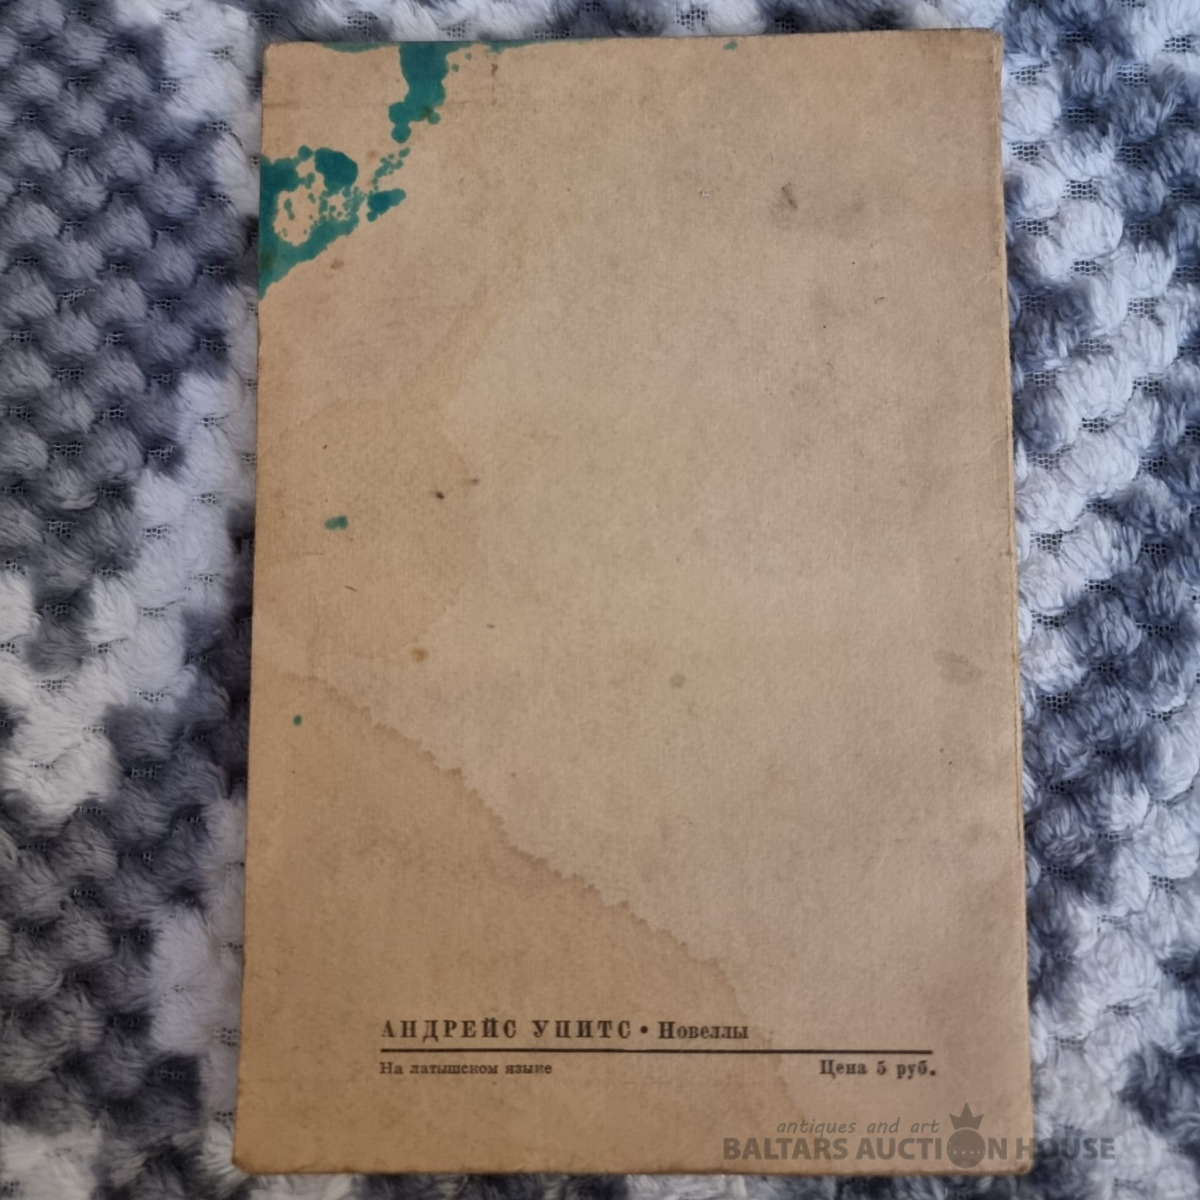 АНДРЕЙС УПИТС • Новеллы
На латышском языке Цена 5 руб.
antiques and art
BALTARS AUCTION HOUSE